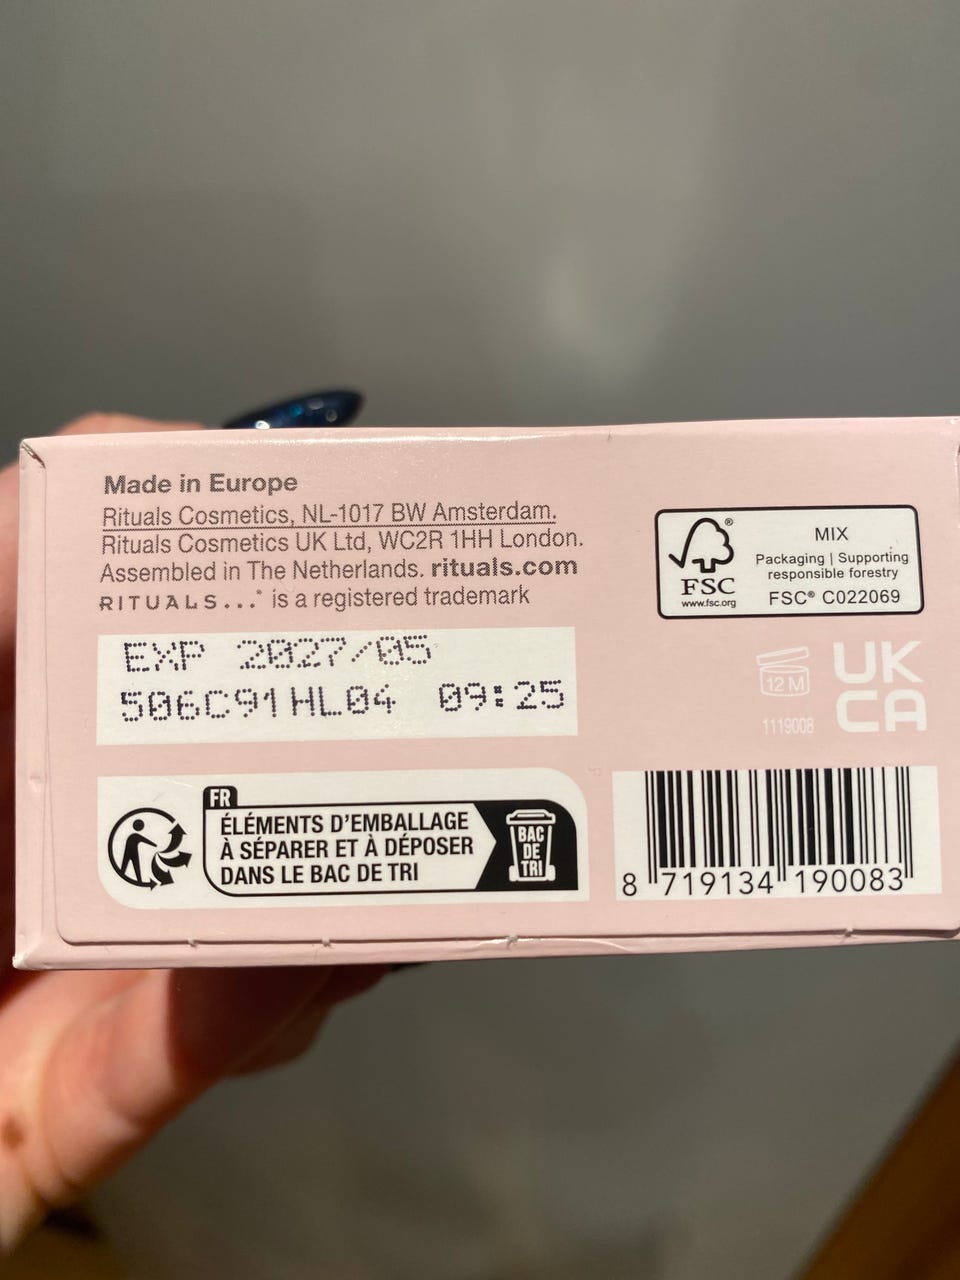 Made in Europe
Rituals Cosmetics, NL-1017 BW Amsterdam.
Rituals Cosmetics UK Ltd, WC2R 1HH London.
Assembled in The Netherlands. rituals.com
RITUALS...® is a registered trademark
EXP 2027/05
506C91HL04 09:25
FR
ÉLÉMENTS D'EMBALLAGE
À SÉPARER ET À DÉPOSER
DANS LE BAC DE TRI
BAC
DE
TRI
®
FSC
www.fsc.org
MIX
Packaging | Supporting
responsible forestry
FSC® C022069
12 M
1119008
UK
CA
8 719134 190083